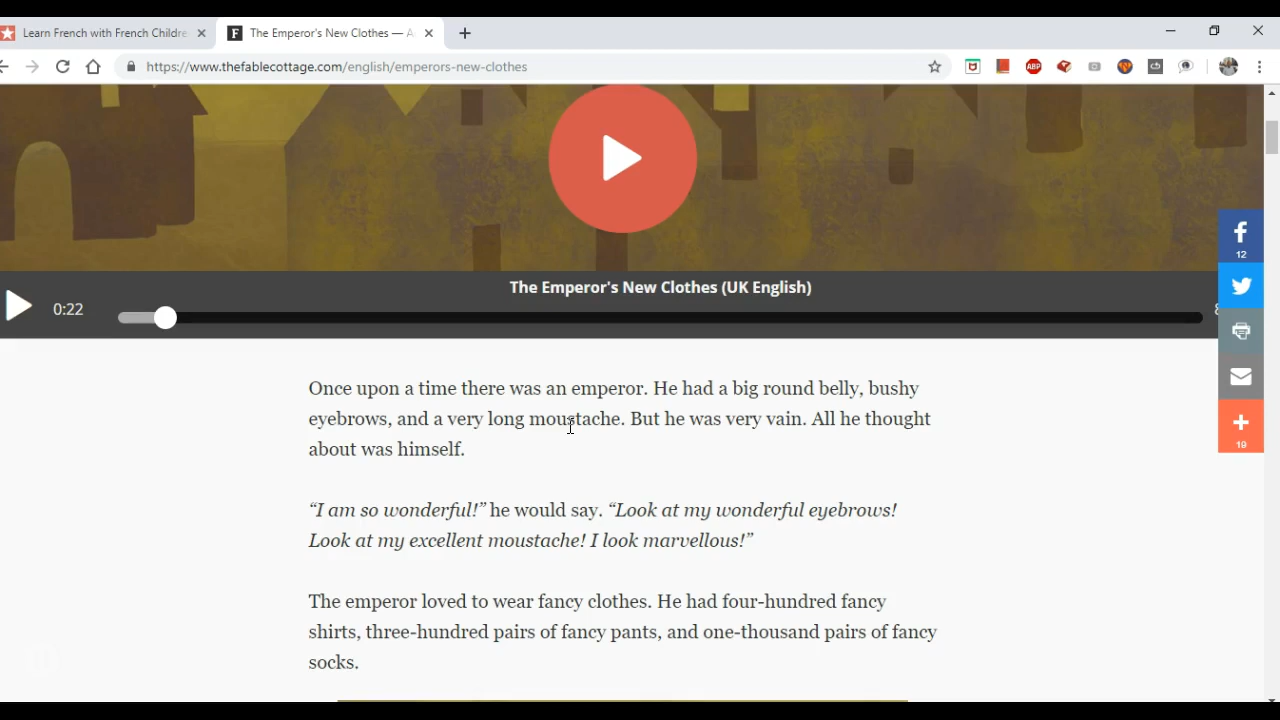 Learn French with French Childre
The Emperor's New Clothes — A
https://www.thefablecottage.com/english/emperors-new-clothes
ABP
12
The Emperor's New Clothes (UK English)
0:22
Once upon a time there was an emperor. He had a big round belly, bushy
eyebrows, and a very long moustache. But he was very vain. All he thought
about was himself.
19
“I am so wonderful!” he would say. “Look at my wonderful eyebrows!
Look at my excellent moustache! I look marvellous!”
The emperor loved to wear fancy clothes. He had four-hundred fancy
shirts, three-hundred pairs of fancy pants, and one-thousand pairs of fancy
socks.